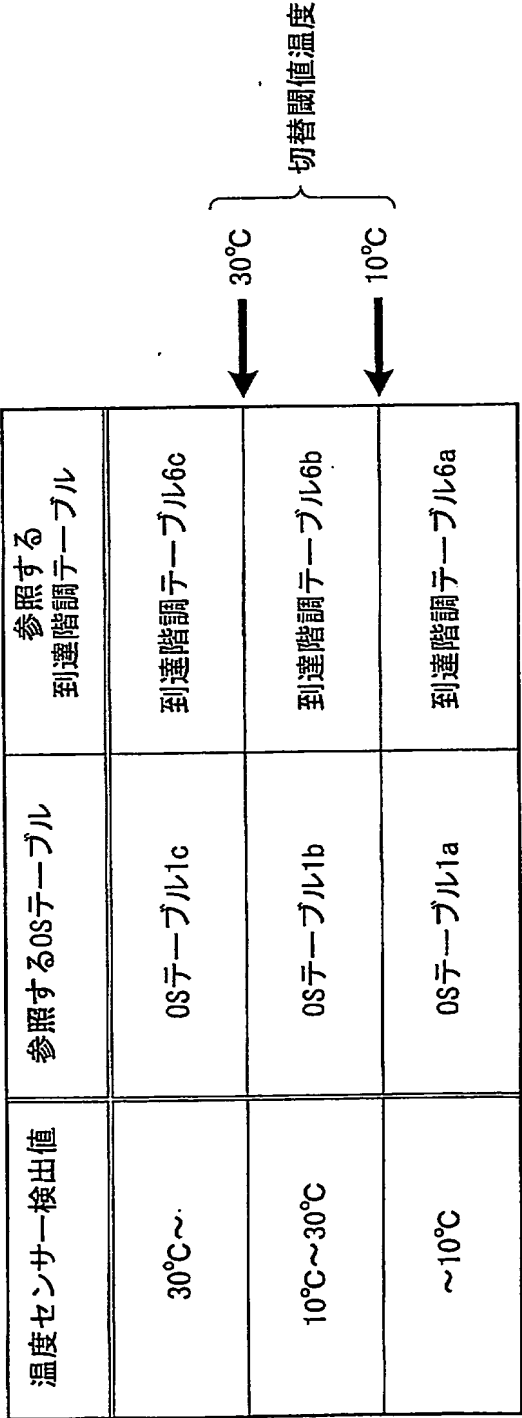 温度センサー検出値
参照するOSテーブル
参照する
到達階調テーブル
30℃～
OSテーブル1c
到達階調テーブル6c
10℃～30℃
OSテーブル1b
到達階調テーブル6b
～10℃
OSテーブル1a
到達階調テーブル6a
30℃
10℃
切替閾値温度